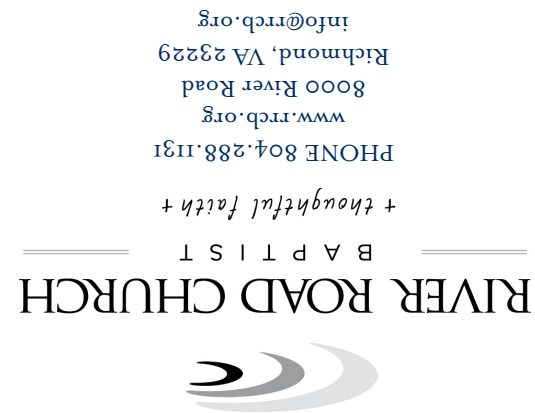 RIVER ROAD CHURCH
BAPTIST
+ thoughtful faith +
PHONE 804.288.1131
www.rrcb.org
8000 River Road
Richmond, VA 23229
info@rrcb.org